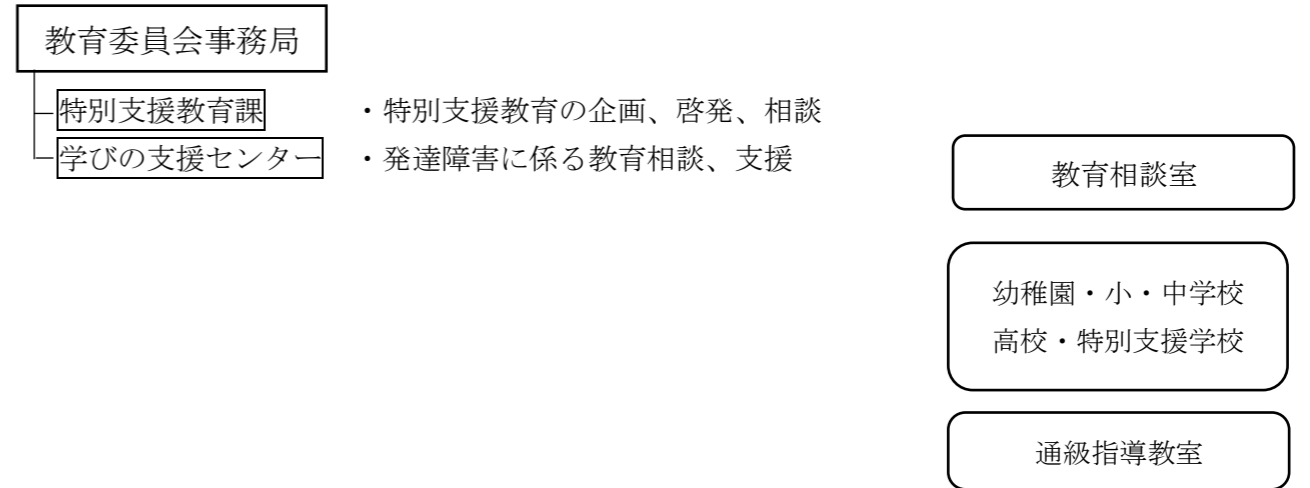 教育委員会事務局
特別支援教育課 ・特別支援教育の企画、啓発、相談
学びの支援センター ・発達障害に係る教育相談、支援
教育相談室
幼稚園・小・中学校
高校・特別支援学校
通級指導教室